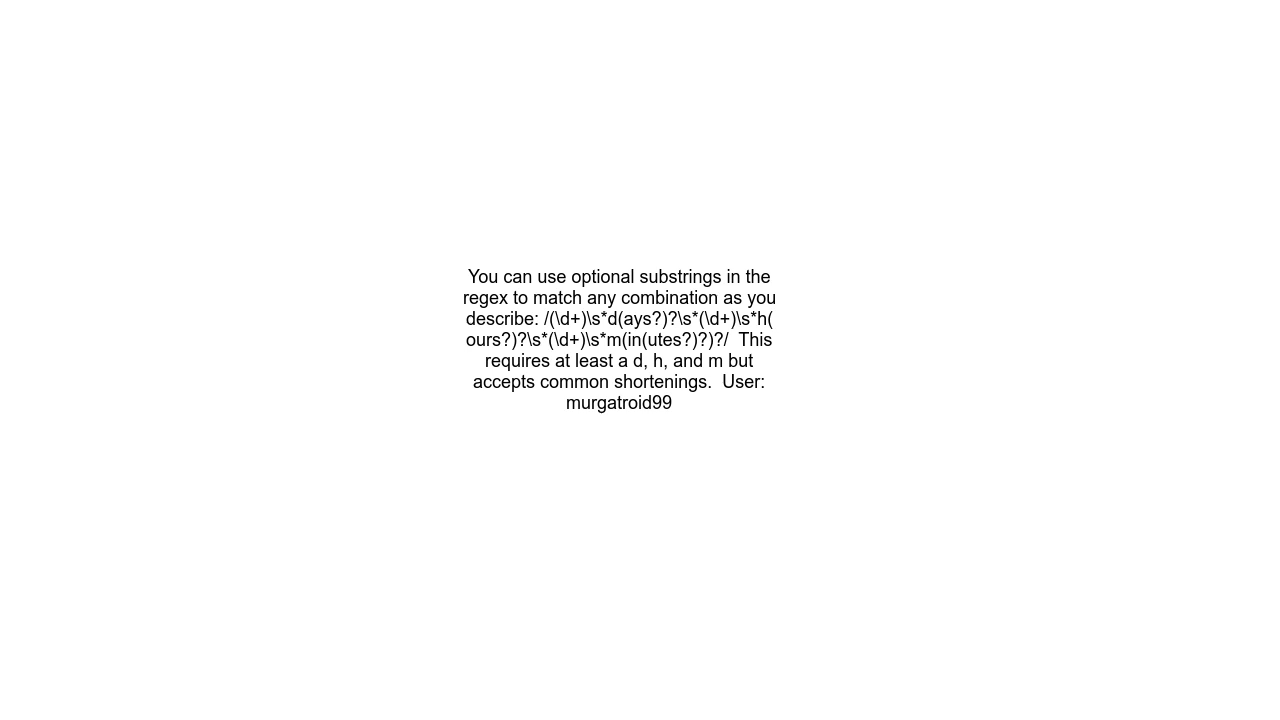 You can use optional substrings in the
regex to match any combination as you
describe: /(\d+)\s*d(ays?)?\s*(\d+)\s*h(
ours?)?\s*(\d+)\s*m(in(utes?)?)?/  This
requires at least a d, h, and m but
accepts common shortenings.  User:
murgatroid99